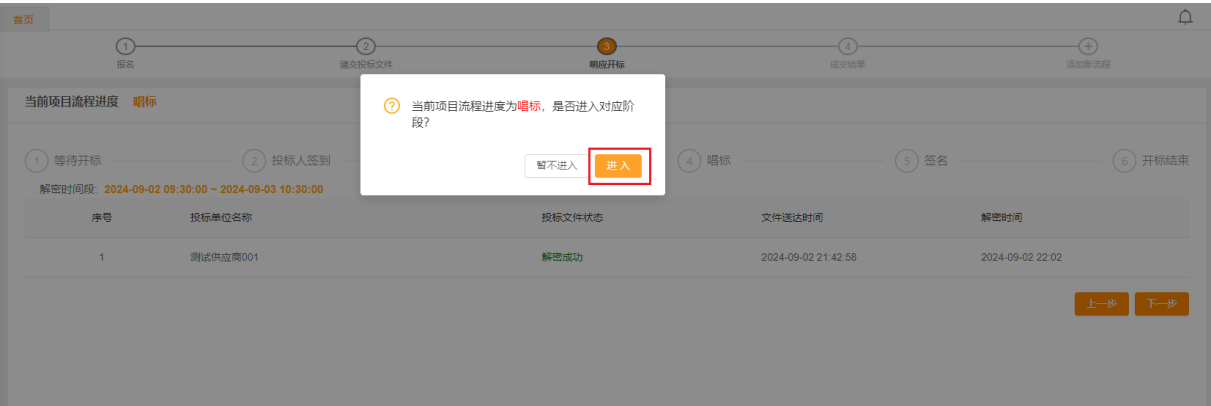 首页
1
2
3
4
报名
递交投标文件
响应开标
成交结果
添加新流程
当前项目流程进度 唱标
当前项目流程进度为唱标，是否进入对应阶
段？
暂不进入
进入
1 等待开标
2 投标人签到
4 唱标
5 签名
6 开标结束
解密时间段: 2024-09-02 09:30:00 ~ 2024-09-03 10:30:00
序号 投标单位名称 投标文件状态 文件送达时间 解密时间
1 测试供应商001 解密成功 2024-09-02 21:42:58 2024-09-02 22:02
上一步 下一步